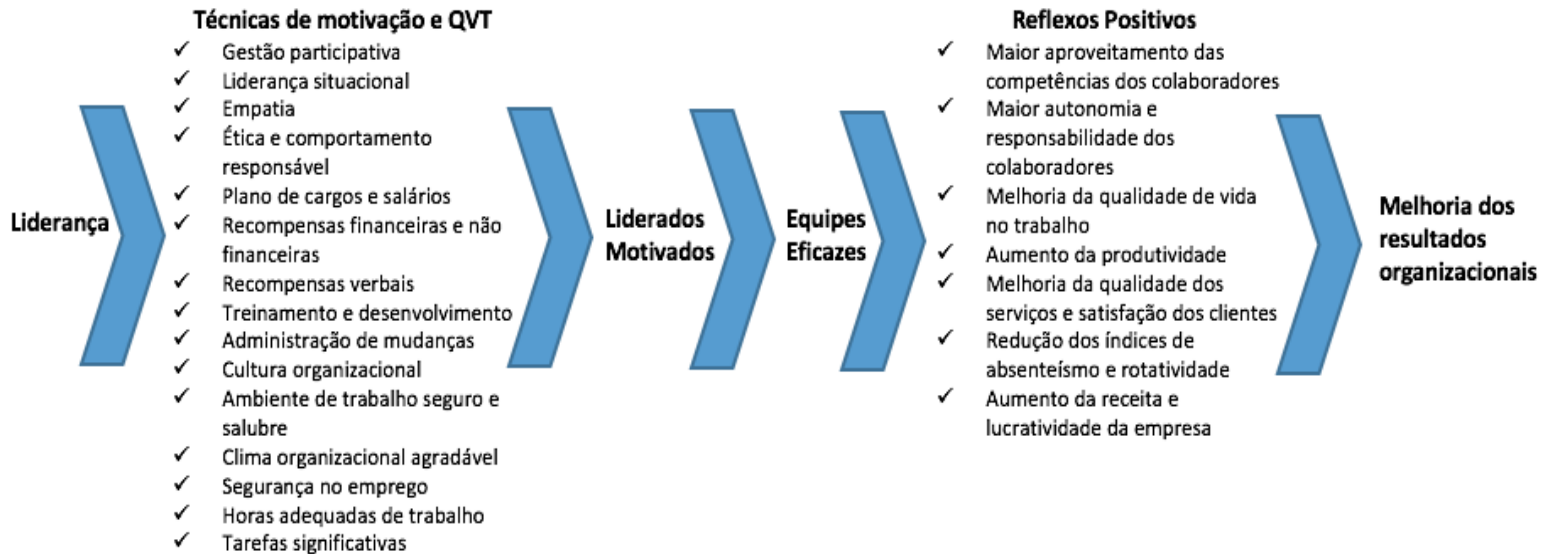 Liderança
Técnicas de motivação e QVT
✓ Gestão participativa
✓ Liderança situacional
✓ Empatia
✓ Ética e comportamento
responsável
✓ Plano de cargos e salários
✓ Recompensas financeiras e não
financeiras
✓ Recompensas verbais
✓ Treinamento e desenvolvimento
✓ Administração de mudanças
✓ Cultura organizacional
✓ Ambiente de trabalho seguro e
salubre
✓ Clima organizacional agradável
✓ Segurança no emprego
✓ Horas adequadas de trabalho
✓ Tarefas significativas
Liderados
Motivados
Equipes
Eficazes
Reflexos Positivos
✓ Maior aproveitamento das
competências dos colaboradores
✓ Maior autonomia e
responsabilidade dos
colaboradores
✓ Melhoria da qualidade de vida
no trabalho
✓ Aumento da produtividade
✓ Melhoria da qualidade dos
serviços e satisfação dos clientes
✓ Redução dos índices de
absenteísmo e rotatividade
✓ Aumento da receita e
lucratividade da empresa
Melhoria dos
resultados
organizacionais